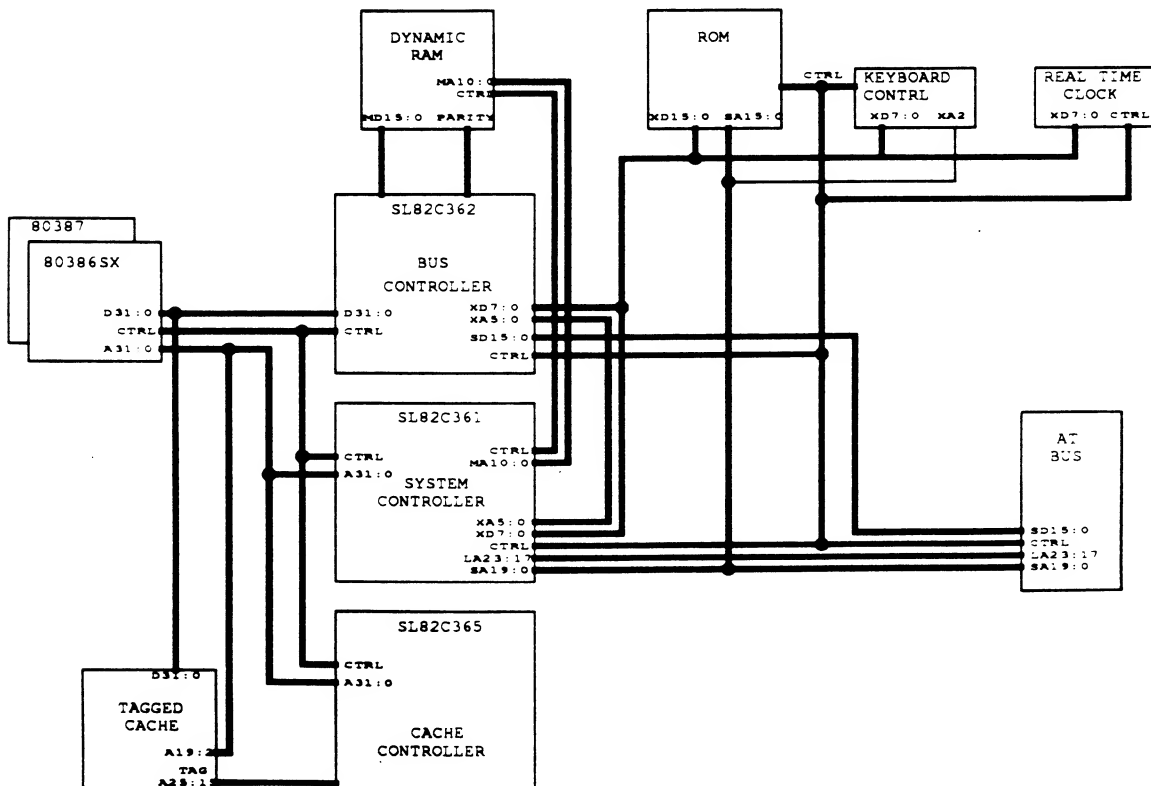 DYNAMIC
RAM
MA10:0
CTRL
MD15:0 PARITY
ROM
XD15:0 SA15:0
CTRL
KEYBOARD
CONTRL
XD7:0 XA2
REAL TIME
CLOCK
XD7:0 CTRL
80387
80386SX
D31:0
CTRL
A31:0
SL82C362
BUS
CONTROLLER
D31:0
CTRL
XD7:0
XA5:0
SD15:0
CTRL
SL82C361
CTRL
A31:0
SYSTEM
CONTROLLER
CTRL
MA10:0
XA5:0
XD7:0
CTRL
LA23:17
SA19:0
AT
BUS
SD15:0
CTRL
LA23:17
SA19:0
SL82C365
CTRL
A31:0
CACHE
CONTROLLER
D31:0
TAGGED
CACHE
A19:2
TAG